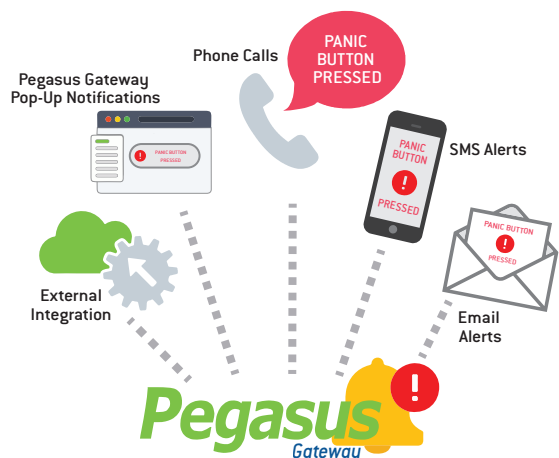 Phone Calls
PANIC
BUTTON
PRESSED
Pegasus Gateway
Pop-Up Notifications
PANIC BUTTON
PRESSED
!
SMS Alerts
PANIC
BUTTON
!
PRESSED
External
Integration
PANIC BUTTON
!
PRESSED
Email
Alerts
Pegasus
Gateway
!